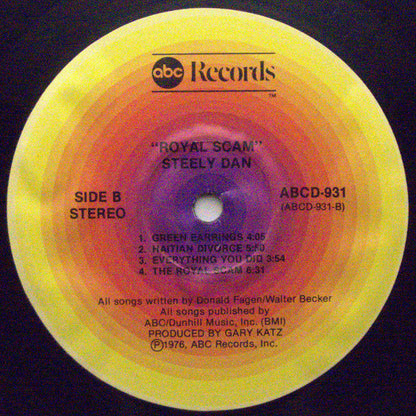 abc Records
TM
"ROYAL SCAM"
STEELY DAN
SIDE B
STEREO
ABCD-931
(ABCD-931-B)
1. GREEN EARRINGS 4:05
2. HAITIAN DIVORCE 5:50
3. EVERYTHING YOU DID 3:54
4. THE ROYAL SCAM 6:31
All songs written by Donald Fagen/Walter Becker
All songs published by
ABC/Dunhill Music, Inc. (BMI)
PRODUCED BY GARY KATZ
Ⓟ1976, ABC Records, Inc.